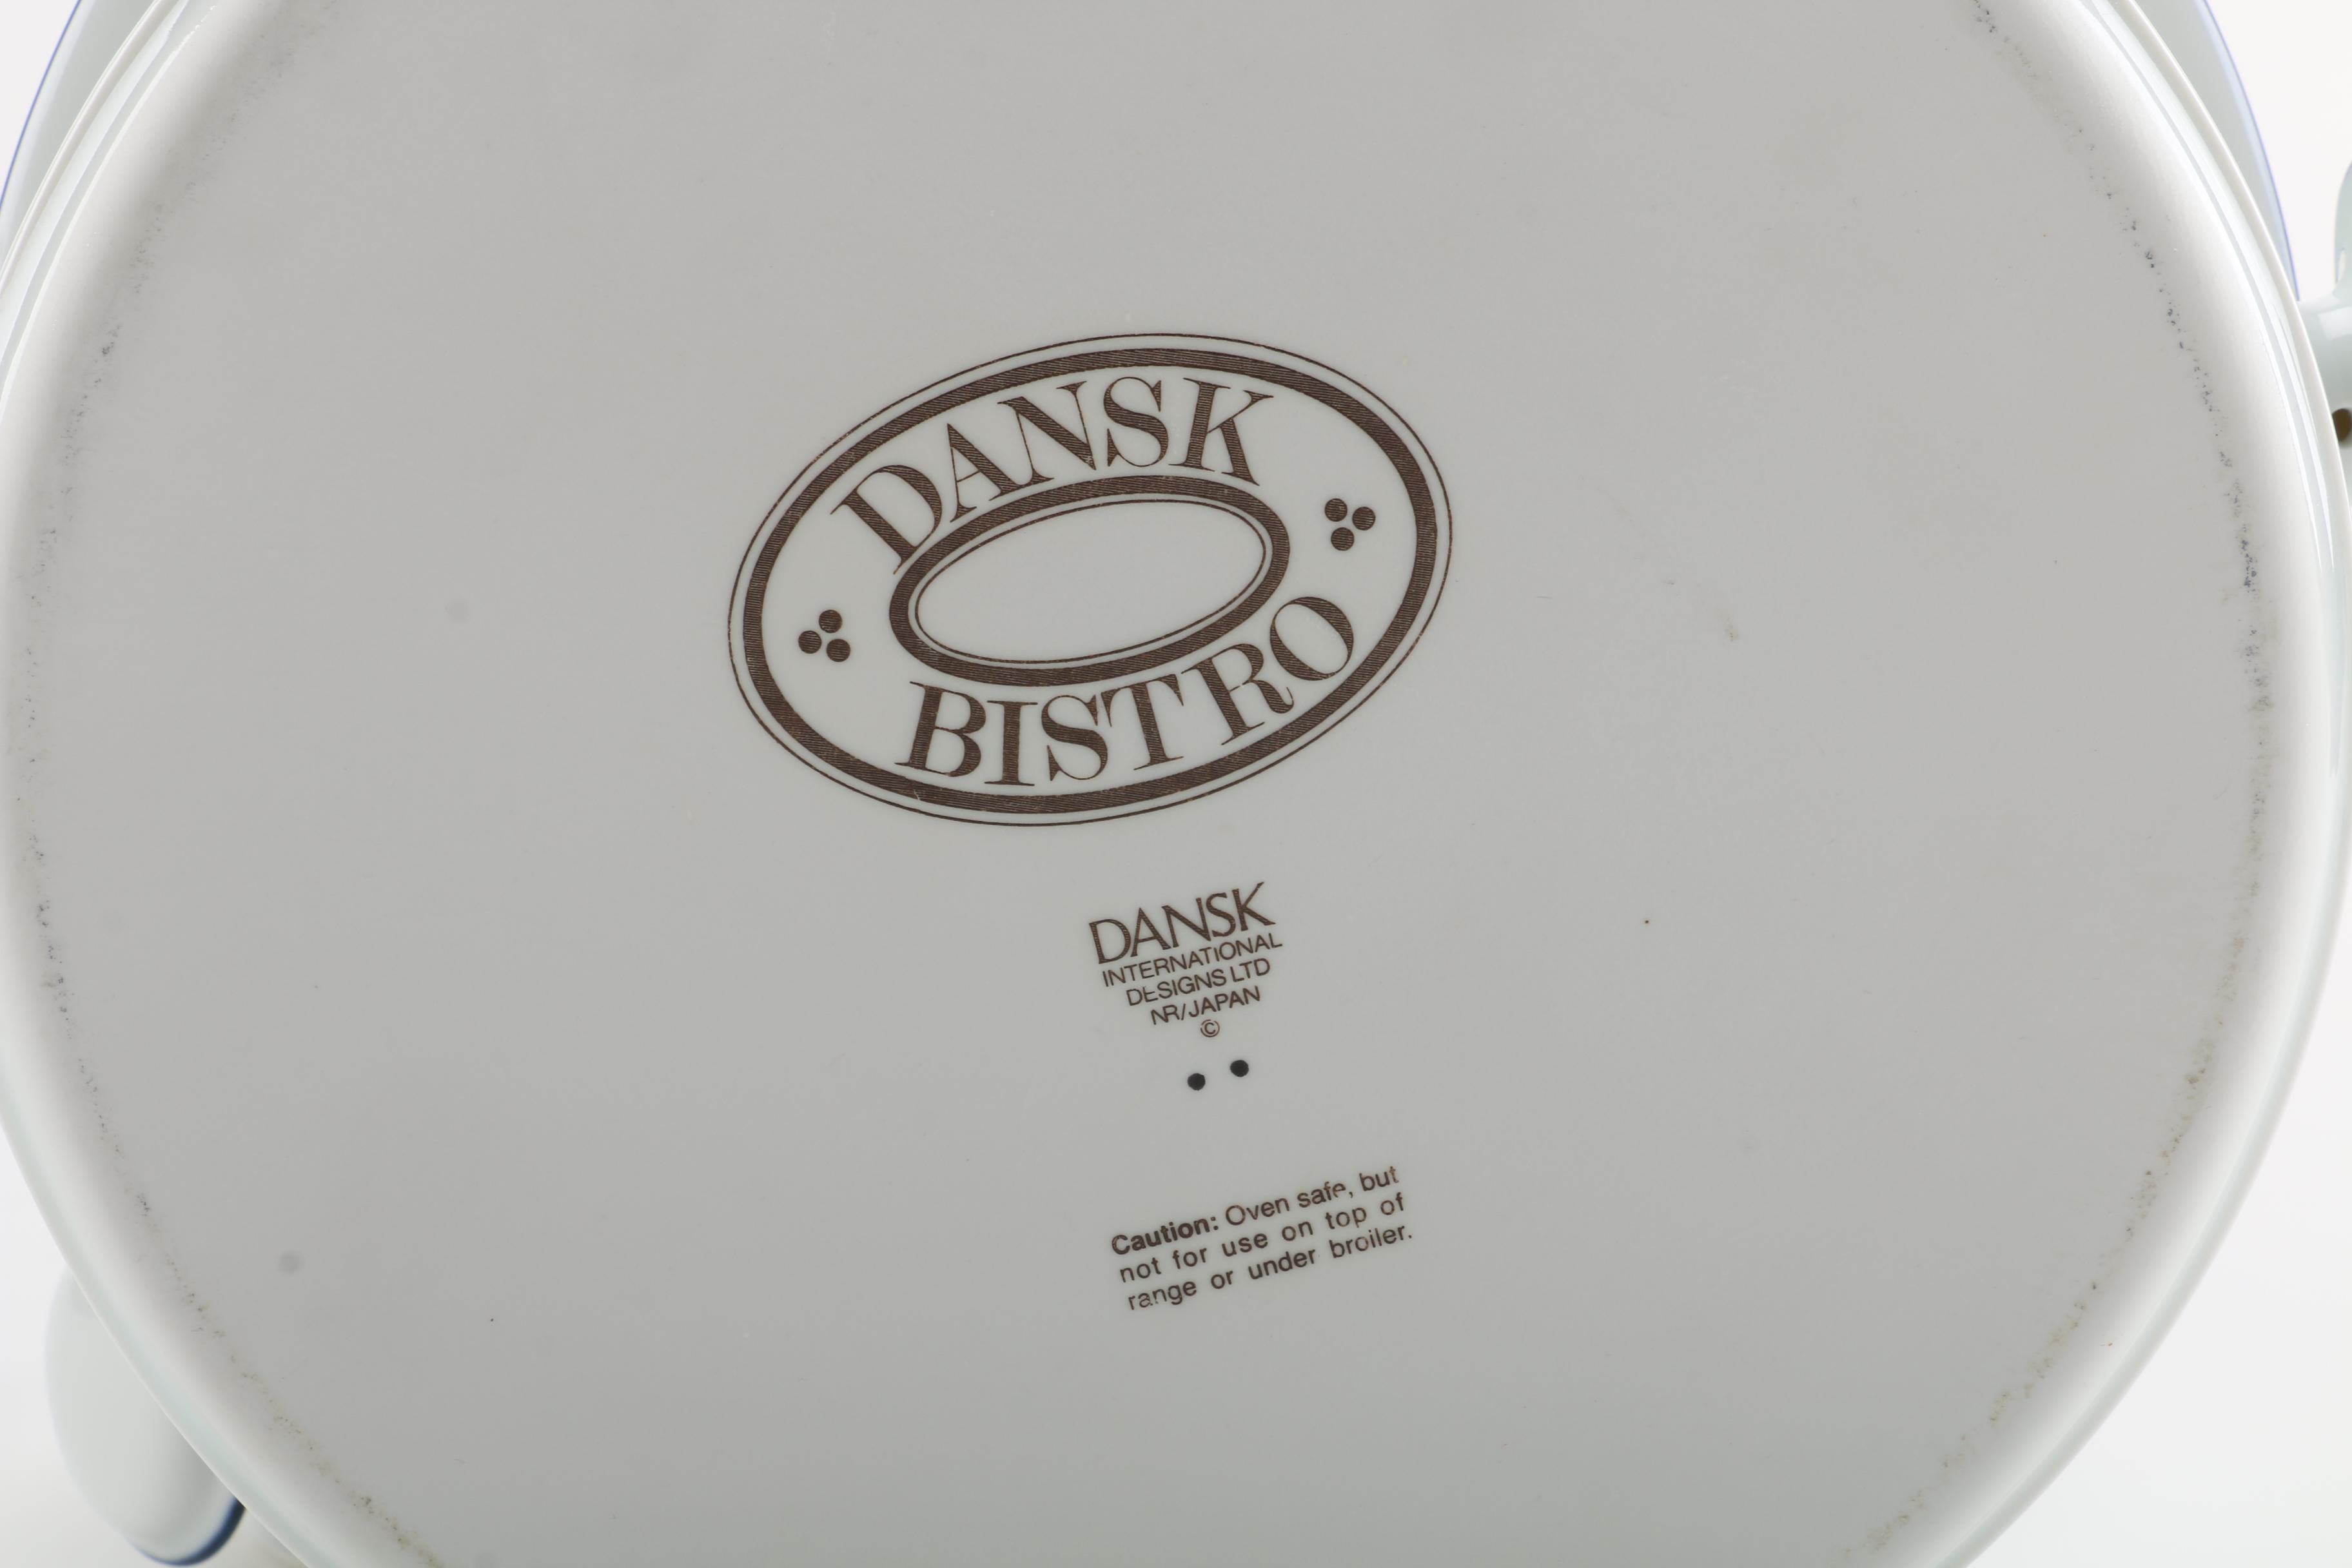 DANSK
BISTRO
DANSK
INTERNATIONAL
DESIGNS LTD
NR/JAPAN
©
Caution: Oven safe, but
not for use on top of
range or under broiler.